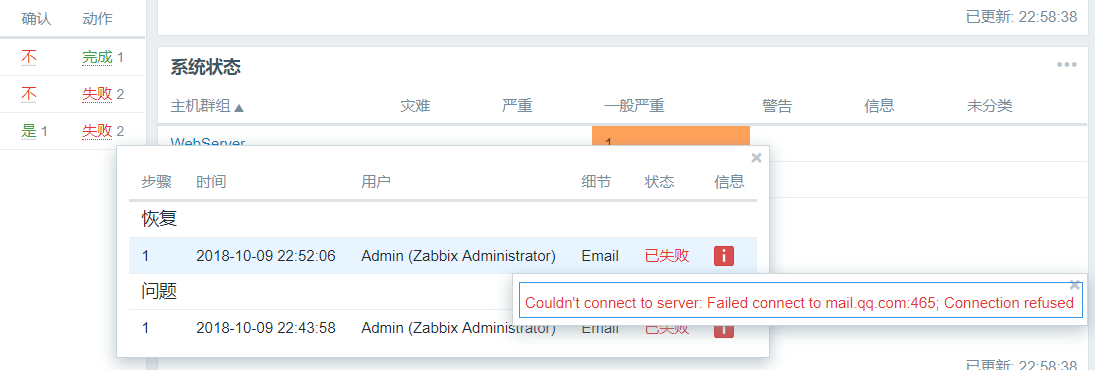 确认 动作
不 完成 1
不 失败 2
是 1 失败 2
已更新: 22:58:38
系统状态
主机群组 灾难 严重 一般严重 警告 信息 未分类
WebServer 1
步骤 时间 用户 细节 状态 信息
恢复
1 2018-10-09 22:52:06 Admin (Zabbix Administrator) Email 已失败
问题
Couldn't connect to server: Failed connect to mail.qq.com:465; Connection refused
1 2018-10-09 22:43:58 Admin (Zabbix Administrator) Email 已失败
已更新: 22:58:38